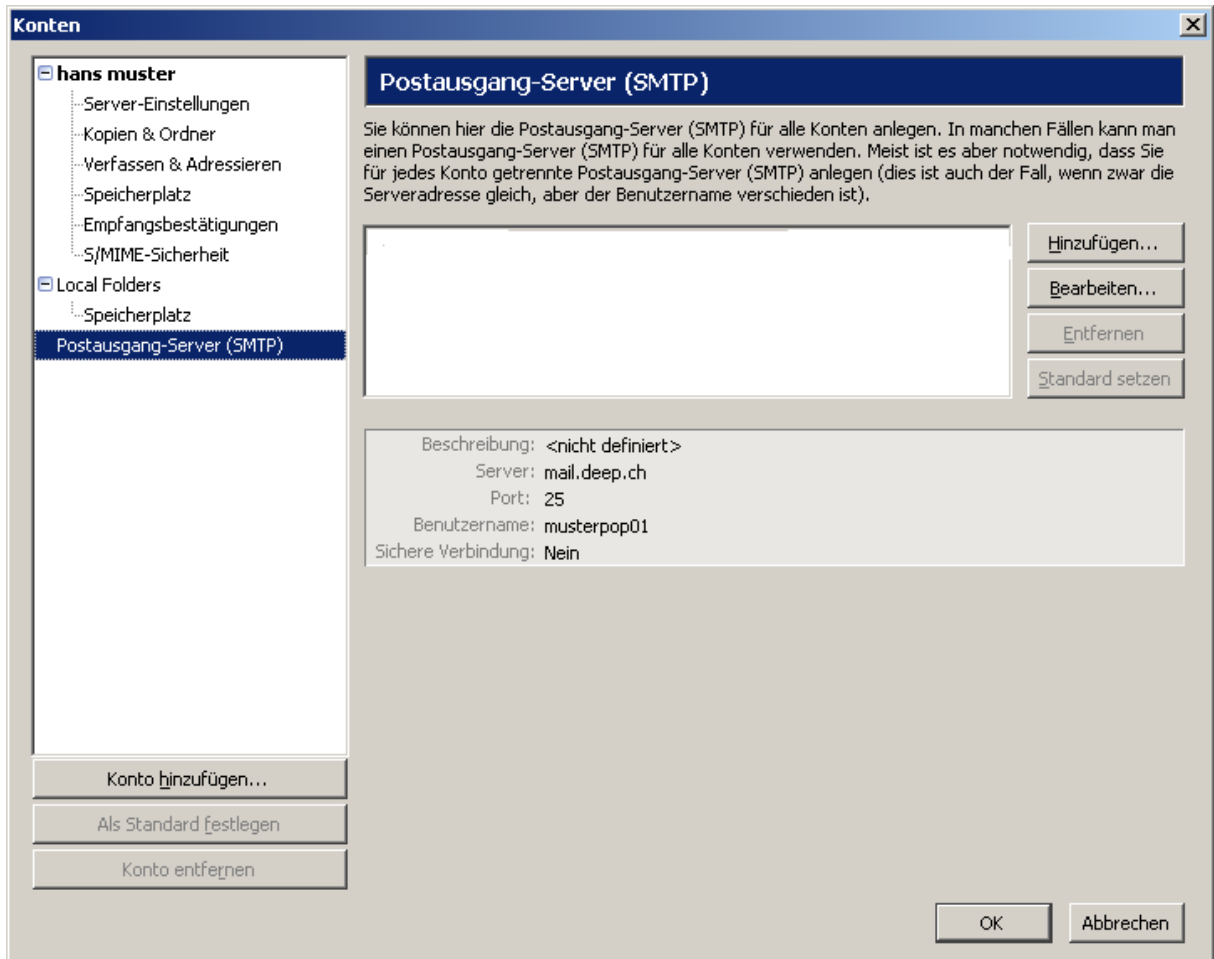 Konten
hans muster
Server-Einstellungen
Kopien & Ordner
Verfassen & Adressieren
Speicherplatz
Empfangsbestätigungen
S/MIME-Sicherheit
Local Folders
Speicherplatz
Postausgang-Server (SMTP)
Konto hinzufügen...
Als Standard festlegen
Konto entfernen
Postausgang-Server (SMTP)
Sie können hier die Postausgang-Server (SMTP) für alle Konten anlegen. In manchen Fällen kann man
einen Postausgang-Server (SMTP) für alle Konten verwenden. Meist ist es aber notwendig, dass Sie
für jedes Konto getrennte Postausgang-Server (SMTP) anlegen (dies ist auch der Fall, wenn zwar die
Serveradresse gleich, aber der Benutzername verschieden ist).
Hinzufügen...
Bearbeiten...
Entfernen
Standard setzen
Beschreibung: <nicht definiert>
Server: mail.deep.ch
Port: 25
Benutzername: musterpop01
Sichere Verbindung: Nein
OK
Abbrechen